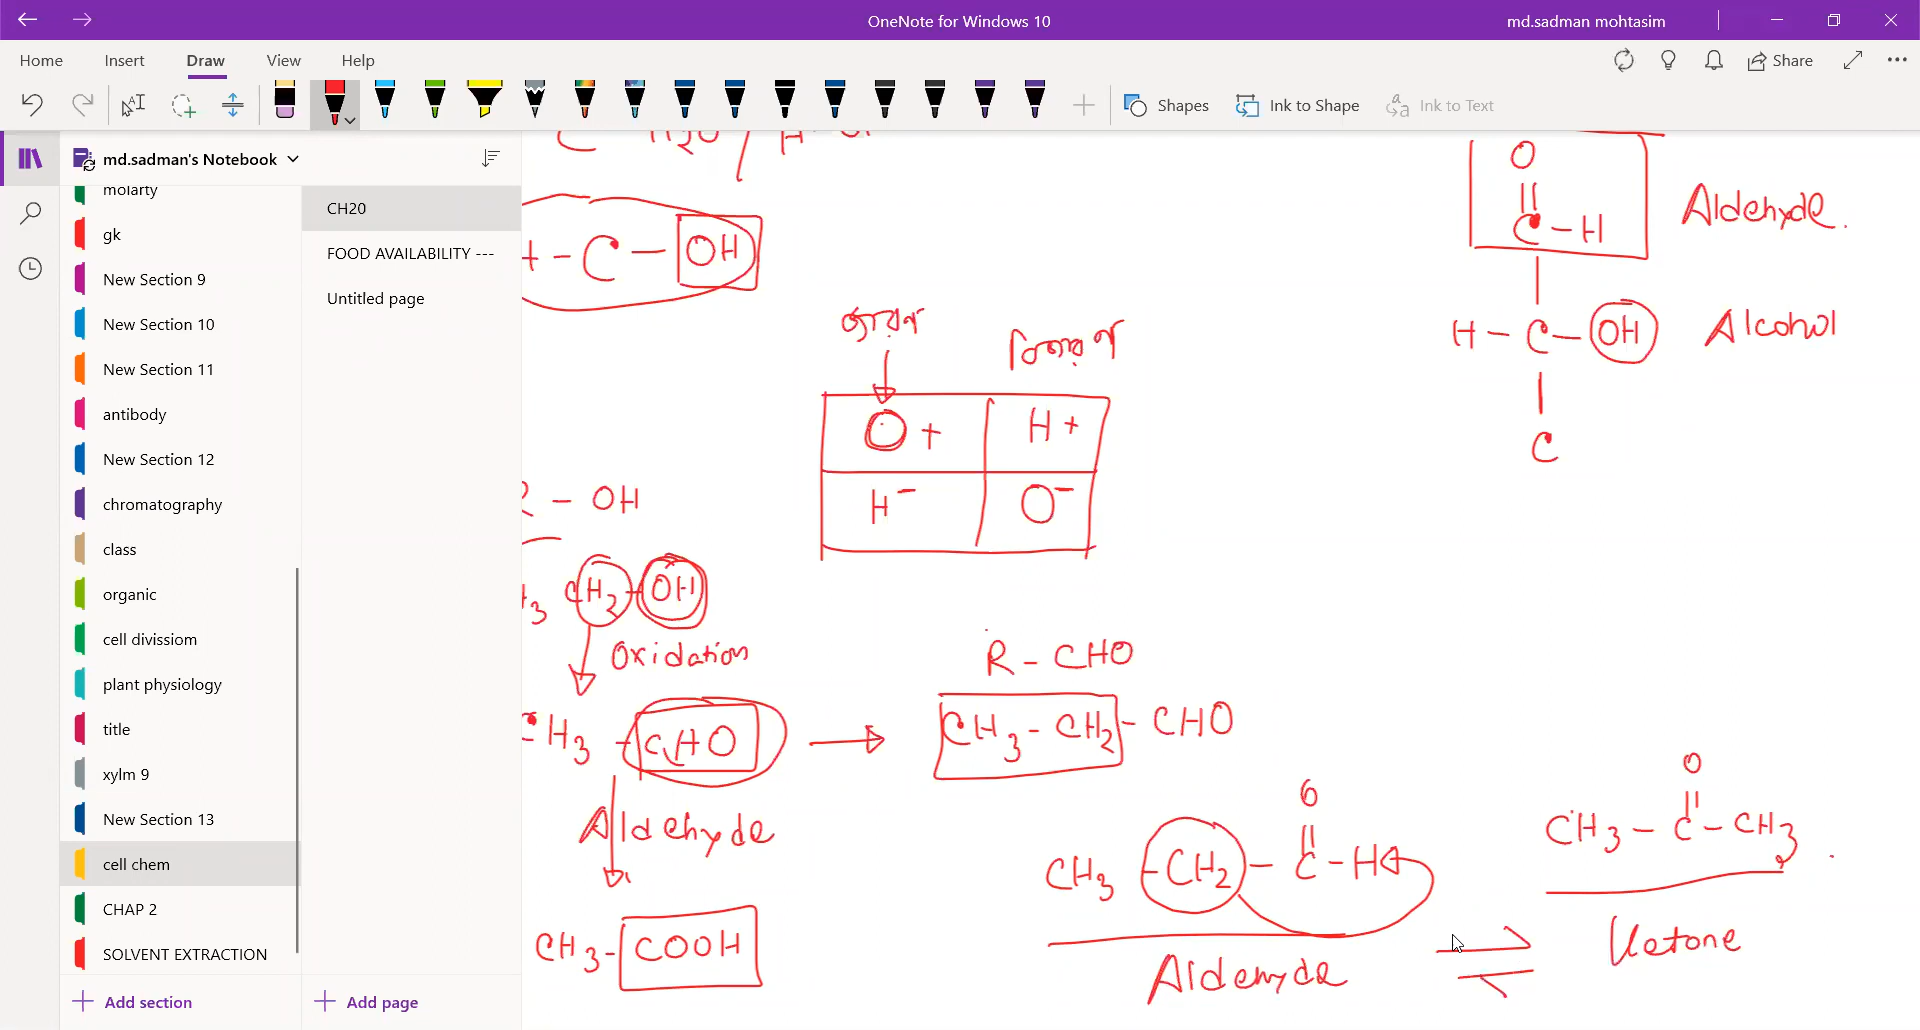 OneNote for Windows 10
md.sadman mohtasim
Home Insert Draw View Help
Share
Shapes Ink to Shape Ink to Text
md.sadman's Notebook
molarty
gk
New Section 9
New Section 10
New Section 11
antibody
New Section 12
chromatography
class
organic
cell divissiom
plant physiology
title
xylm 9
New Section 13
cell chem
CHAP 2
SOLVENT EXTRACTION
Add section
CH20
FOOD AVAILABILITY ---
Untitled page
Add page
- C - OH
জারণ
বিজারণ
O + H +
H - O -
- OH
CH2 - OH
Oxidation
CH3 - CHO
Aldehyde
CH3 - COOH
R - CHO
CH3 - CH2 - CHO
O
||
CH3 - CH2 - C - H
Aldehyde
O
||
CH3 - C - CH3
Ketone
O
||
C - H Aldehyde.
|
H - C - OH Alcohol
|
C